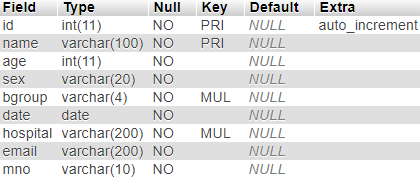 Field Type Null Key Default Extra
id int(11) NO PRI NULL auto_increment
name varchar(100) NO PRI NULL
age int(11) NO NULL
sex varchar(20) NO NULL
bgroup varchar(4) NO MUL NULL
date date NO NULL
hospital varchar(200) NO MUL NULL
email varchar(200) NO NULL
mno varchar(10) NO NULL